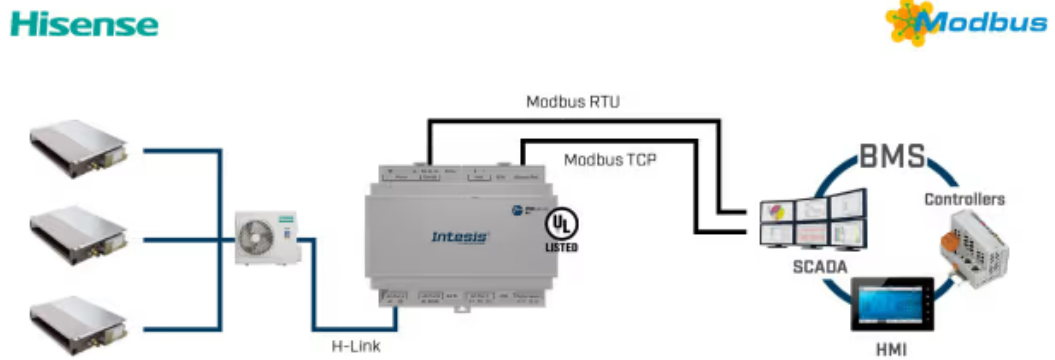 Hisense
Modbus
Modbus RTU
Modbus TCP
BMS
Controllers
Intesis
UL
LISTED
SCADA
H-Link
HMI